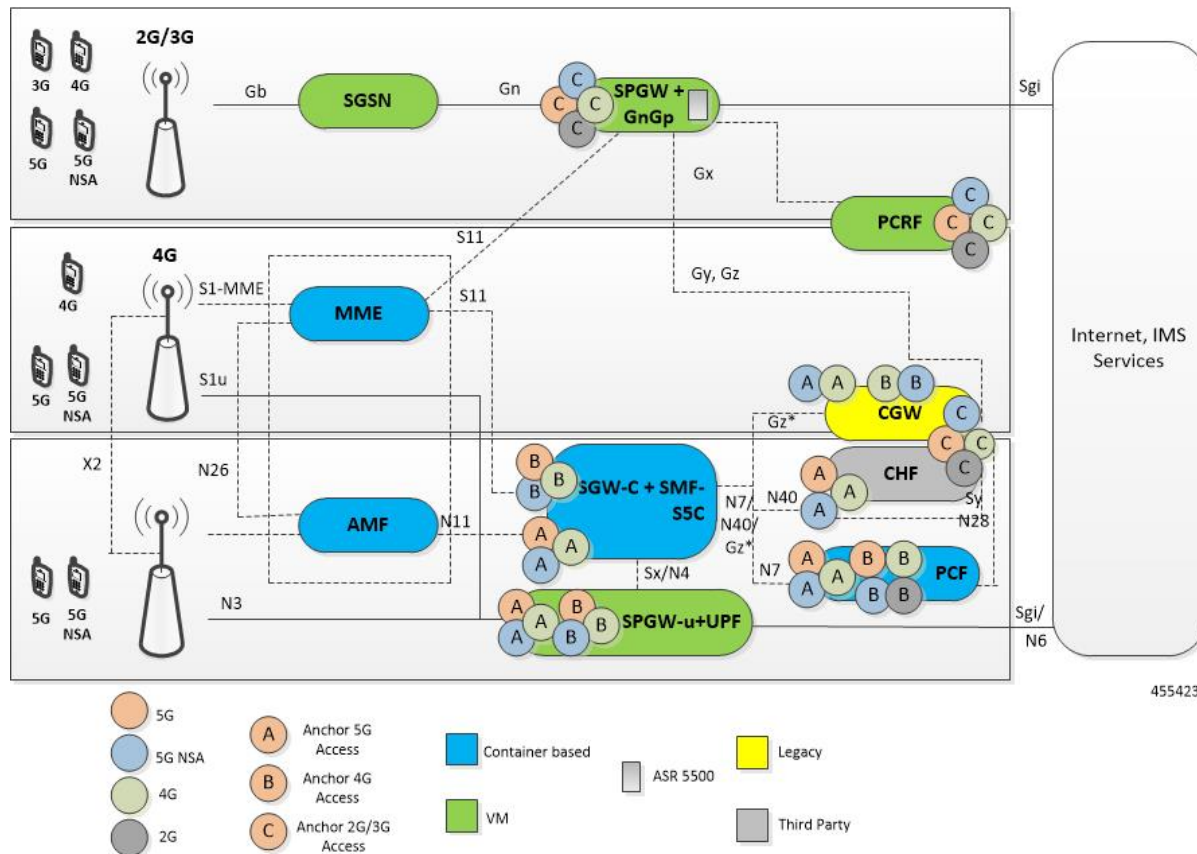 2G/3G
3G
4G
5G
5G
NSA
Gb
SGSN
Gn
C
C
C
C
SPGW +
GnGp
Sgi
Gx
PCRF
C
C
C
C
S11
4G
4G
5G
5G
NSA
S1-MME
MME
S11
Gy, Gz
S1u
Internet, IMS
Services
A
A
B
B
CGW
C
C
C
C
Gz*
X2
N26
AMF
N11
B
B
B
SGW-C + SMF-
S5C
A
A
A
N7/
N40/
Gz*
N40
A
A
A
CHF
Sy
N28
Sx/N4
N7
A
A
A
B
B
B
B
PCF
5G
5G
NSA
N3
A
A
A
B
B
B
SPGW-u+UPF
Sgi/
N6
455423
5G
5G NSA
4G
2G
A
Anchor 5G
Access
B
Anchor 4G
Access
C
Anchor 2G/3G
Access
Container based
VM
ASR 5500
Legacy
Third Party